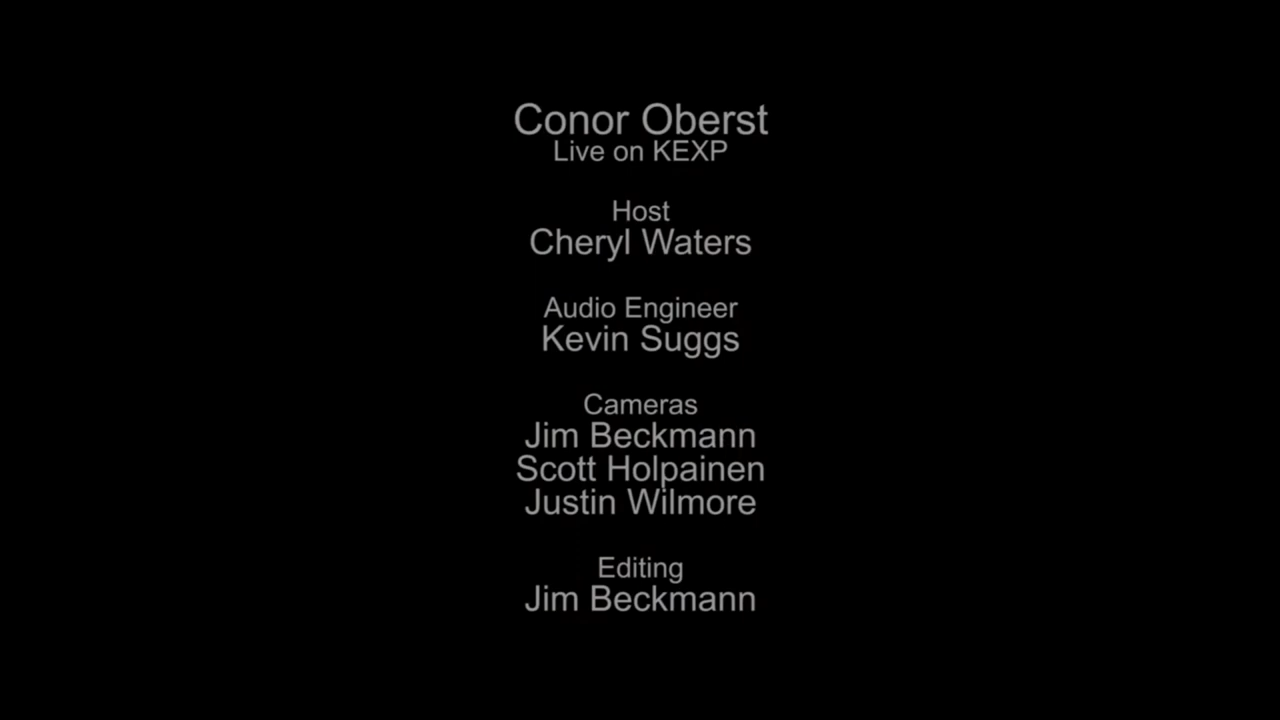 Conor Oberst
Live on KEXP
Host
Cheryl Waters
Audio Engineer
Kevin Suggs
Cameras
Jim Beckmann
Scott Holpainen
Justin Wilmore
Editing
Jim Beckmann